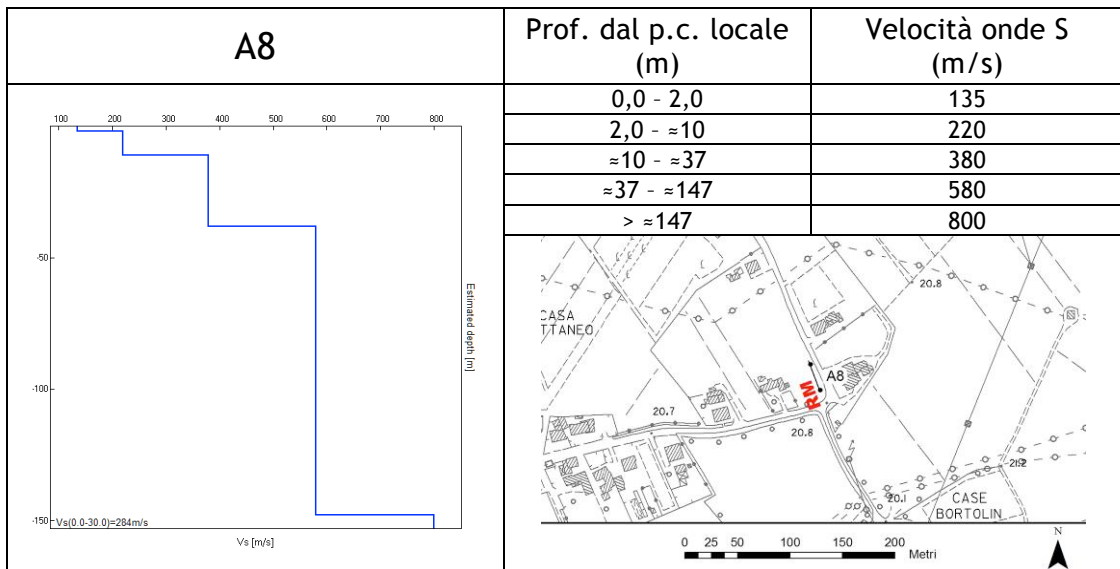 A8
Prof. dal p.c. locale
(m)
Velocità onde S
(m/s)
0,0 – 2,0 135
2,0 – ≈10 220
≈10 – ≈37 380
≈37 – ≈147 580
> ≈147 800
100 200 300 400 500 600 700 800
-50
-100
-150
Estimated depth [m]
Vs(0.0-30.0)=284m/s
Vs [m/s]
CASA
TTANEO
20.8
A8
RM
20.7
20.8
21.2
20.1
CASE
BORTOLIN
0 25 50 100 150 200
Metri
N